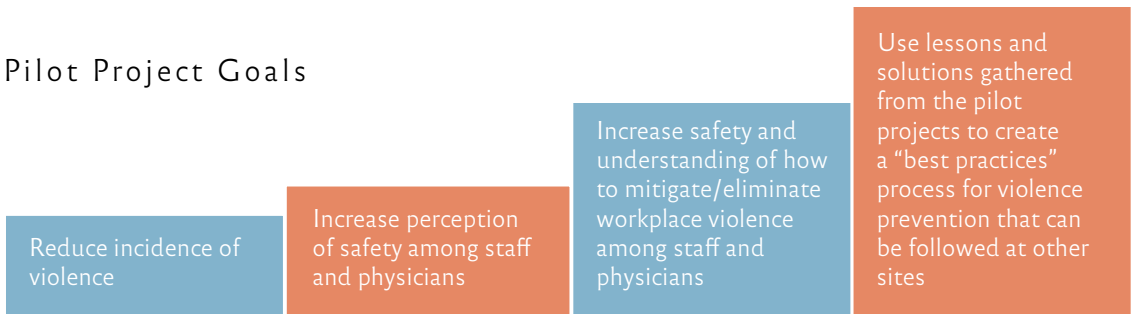 Pilot Project Goals
Reduce incidence of
violence
Increase perception
of safety among staff
and physicians
Increase safety and
understanding of how
to mitigate/eliminate
workplace violence
among staff and
physicians
Use lessons and
solutions gathered
from the pilot
projects to create
a “best practices”
process for violence
prevention that can
be followed at other
sites